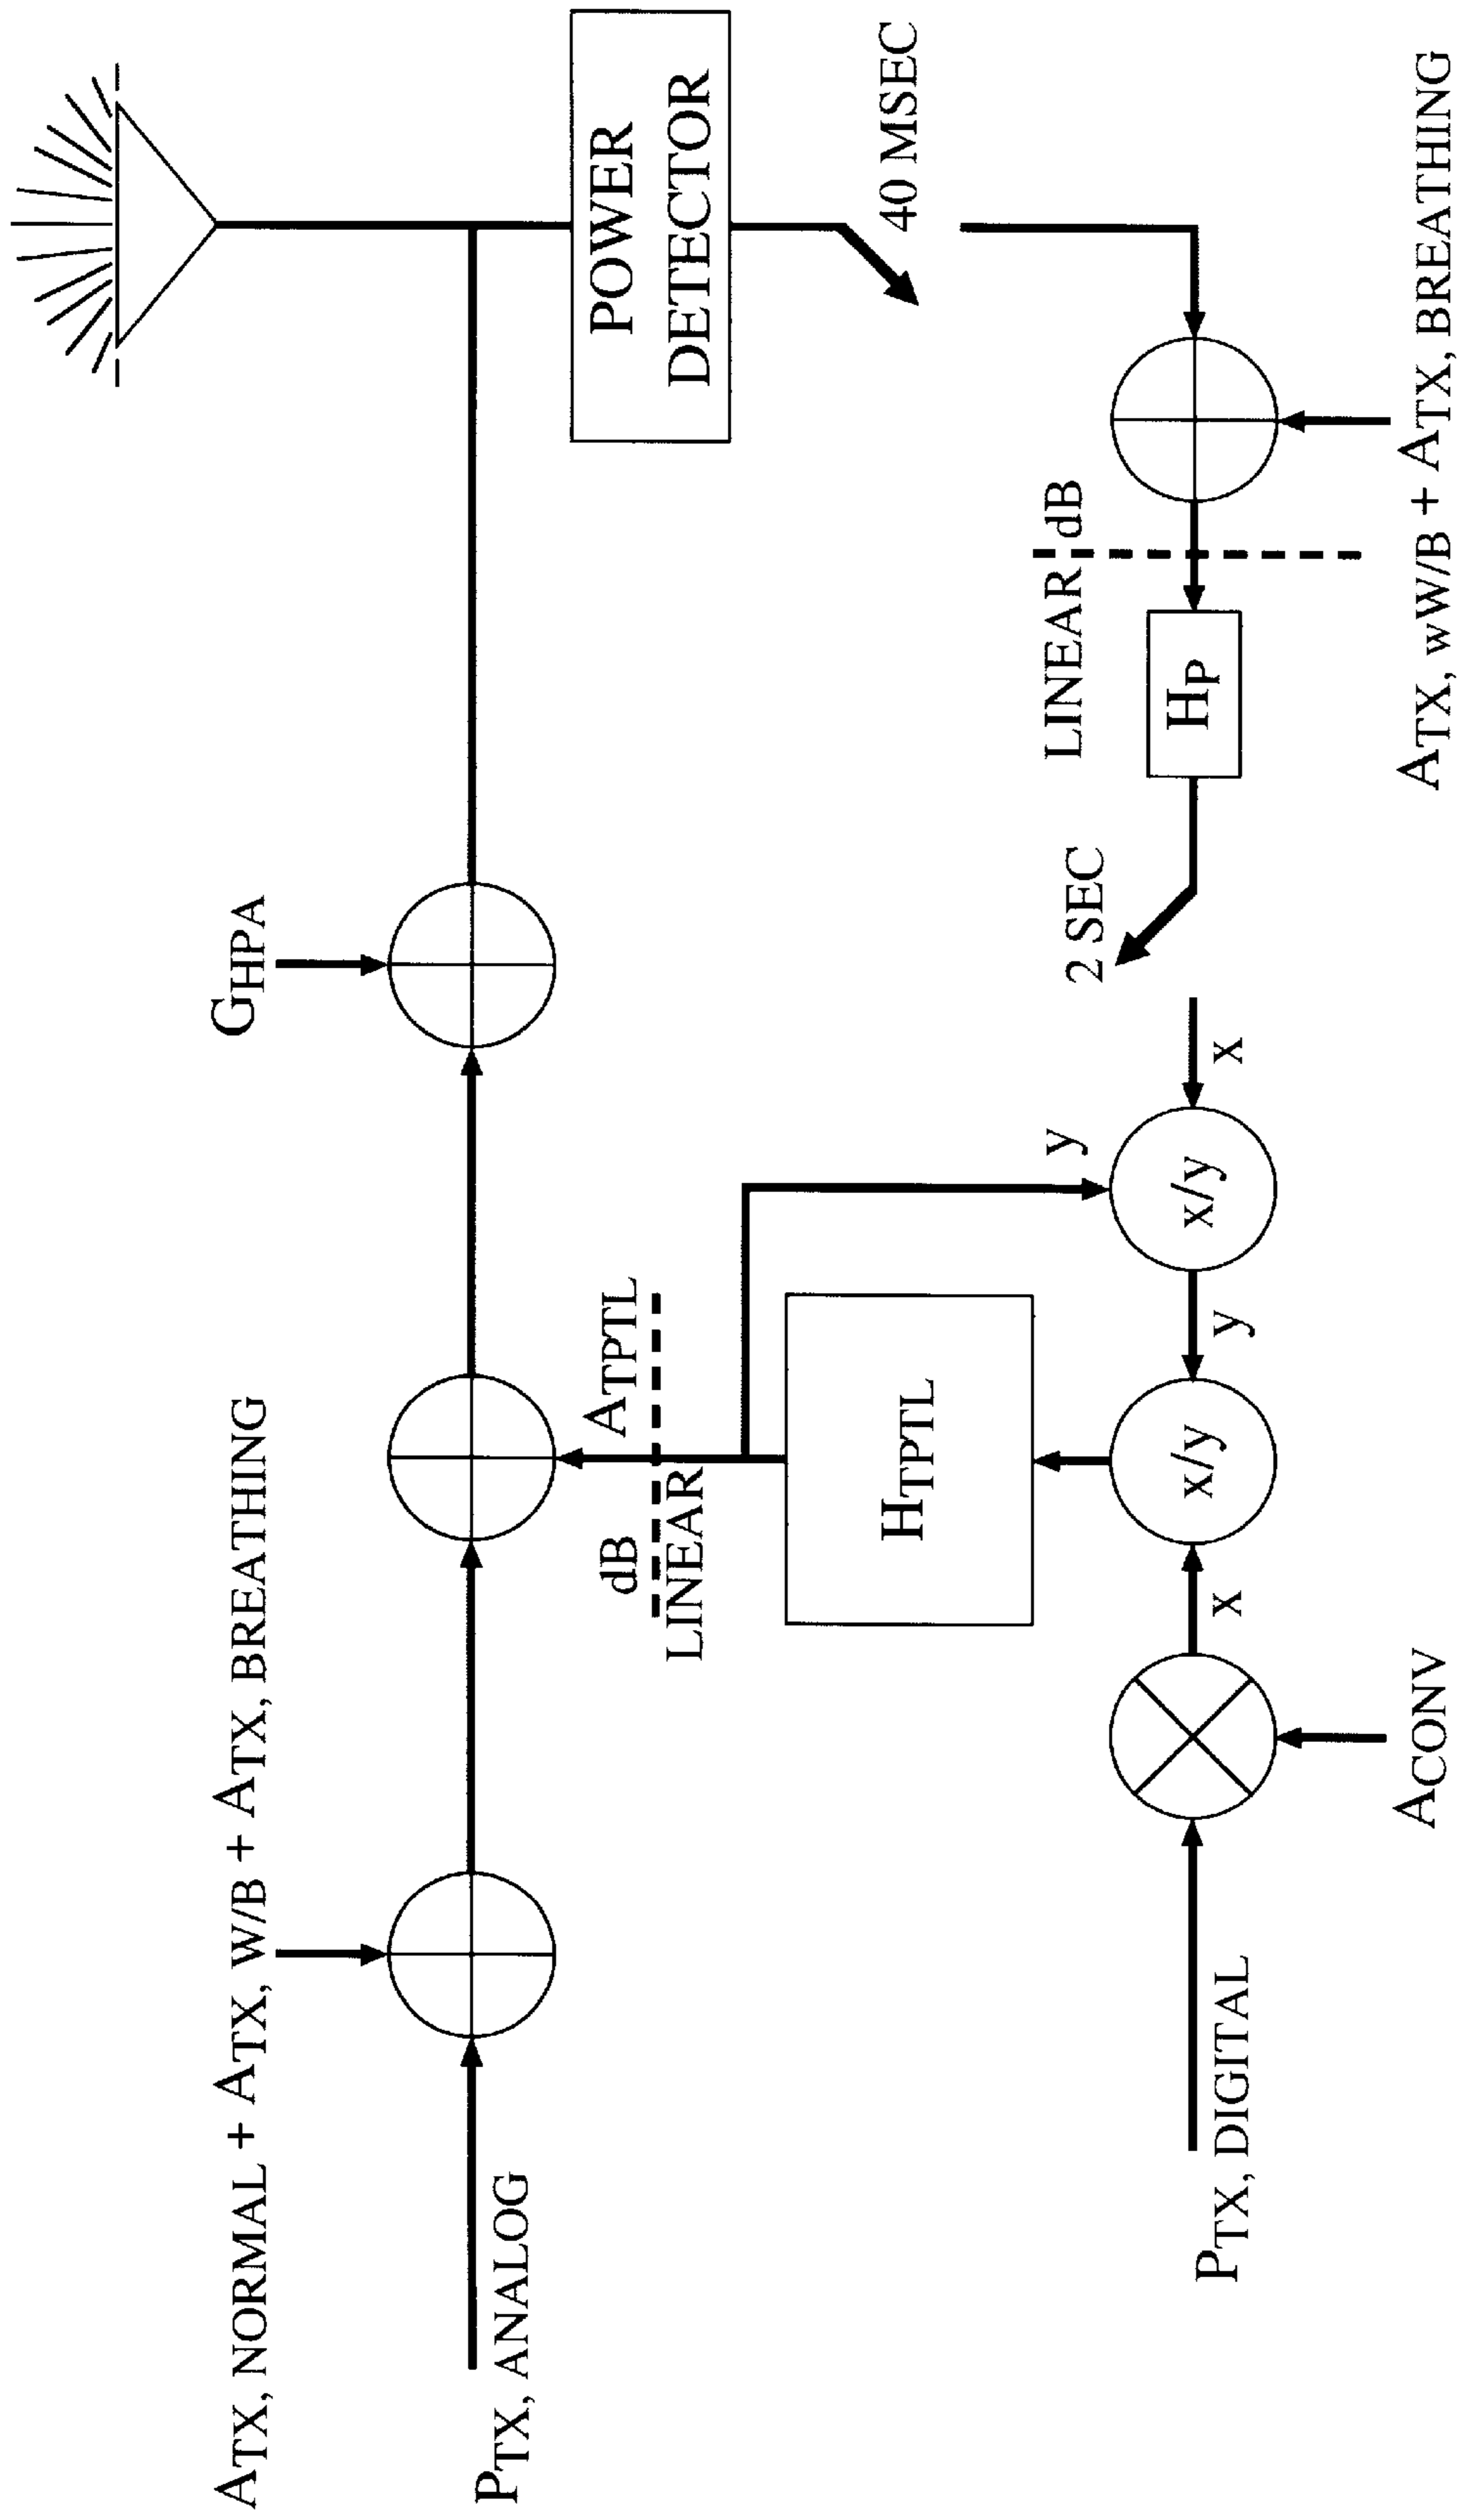 ATX, NORMAL + ATX, W/B + ATX, BREATHING
GHPA
PTX, ANALOG
dB
ATPTL
LINEAR
POWER
DETECTOR
40 MSEC
HTPTL
y
2 SEC
LINEAR
dB
PTX, DIGITAL
x
x/y
y
x/y
x
HP
ACONV
ATX, wW/B + ATX, BREATHING